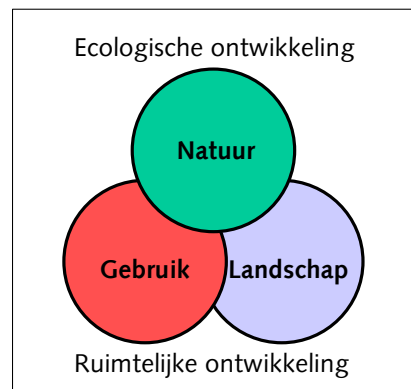 Ecologische ontwikkeling
Natuur
Gebruik Landschap
Ruimtelijke ontwikkeling